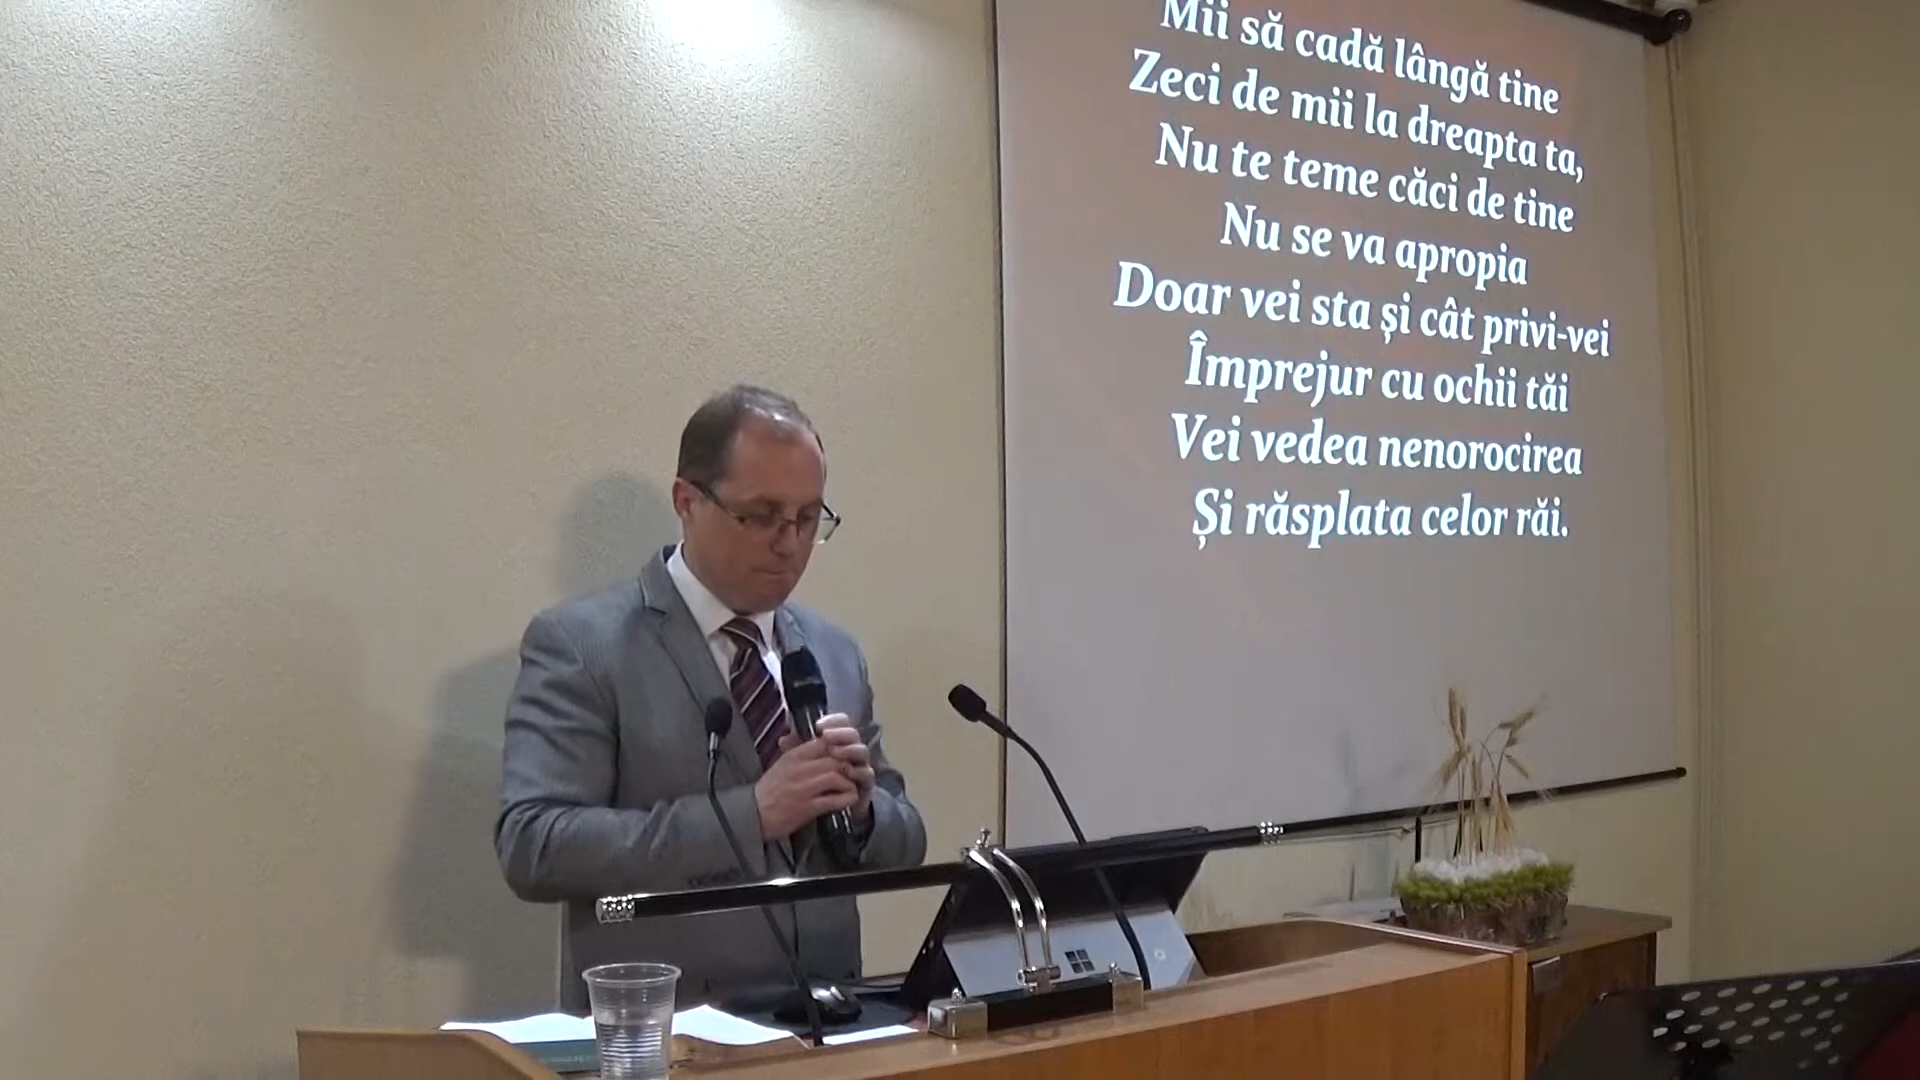 Mii să cadă lângă tine
Zeci de mii la dreapta ta,
Nu te teme căci de tine
Nu se va apropia
Doar vei sta și cât privi-vei
Împrejur cu ochii tăi
Vei vedea nenorocirea
Și răsplata celor răi.